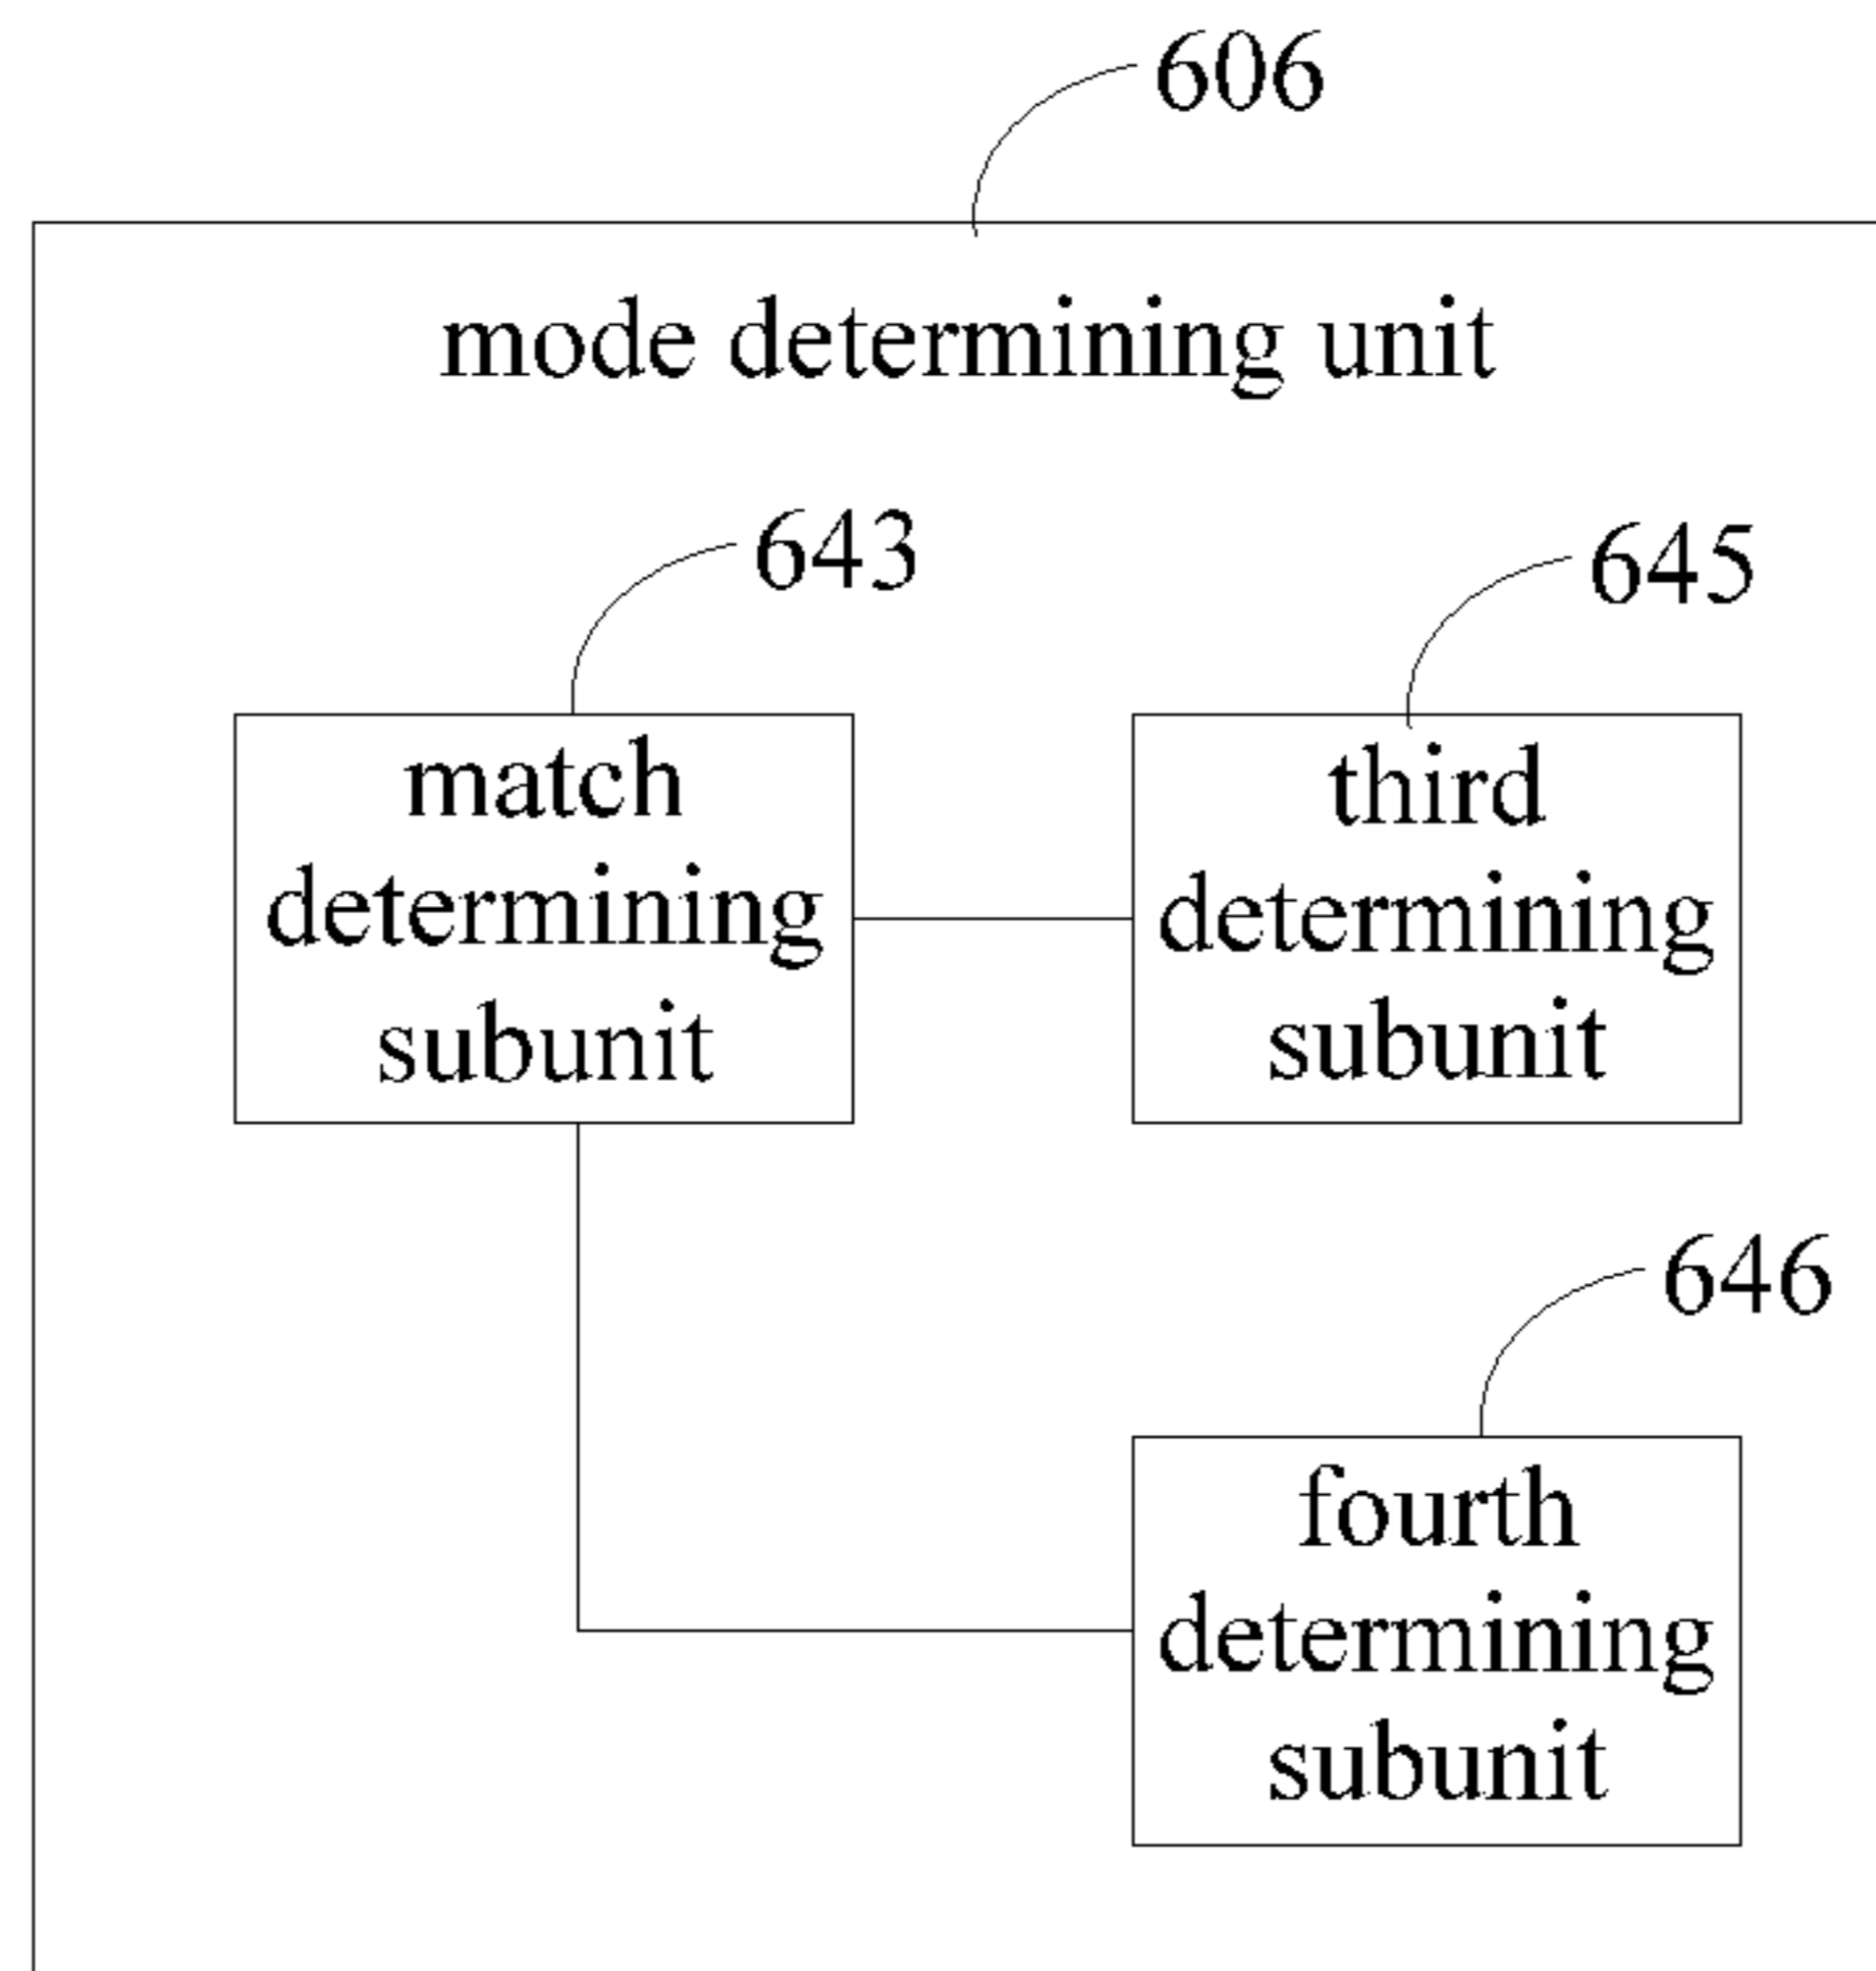 606
mode determining unit
643
645
match
determining
subunit
third
determining
subunit
646
fourth
determining
subunit